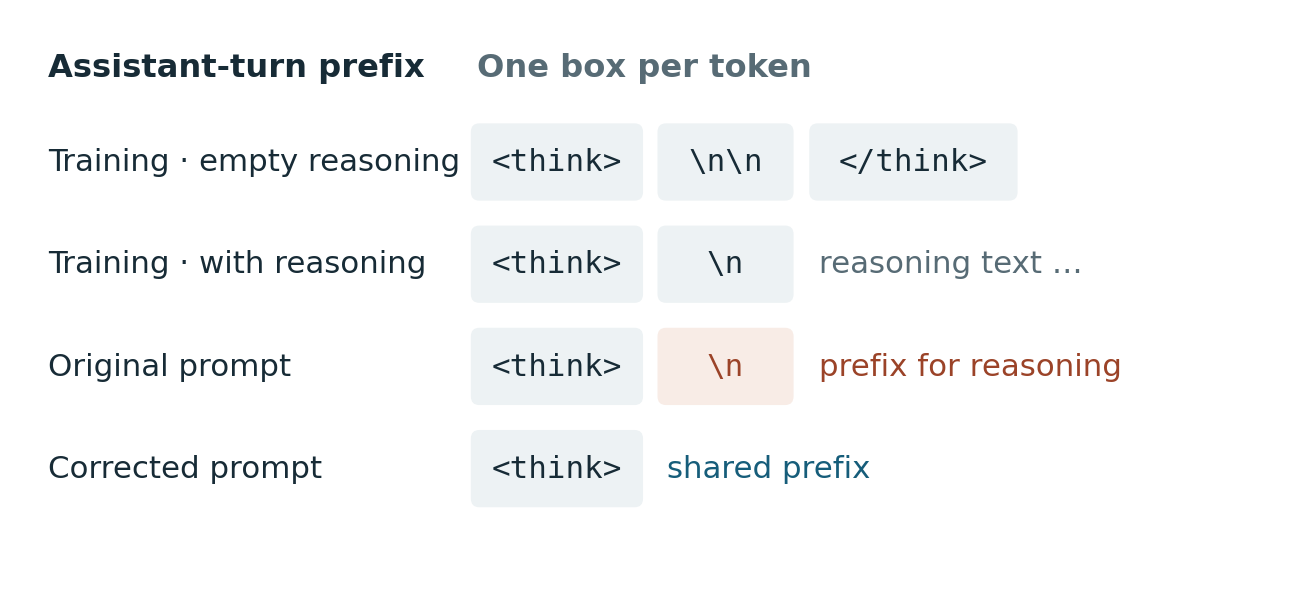 Assistant-turn prefix One box per token
Training · empty reasoning <think> \n\n </think>
Training · with reasoning <think> \n reasoning text ...
Original prompt <think> \n prefix for reasoning
Corrected prompt <think> shared prefix